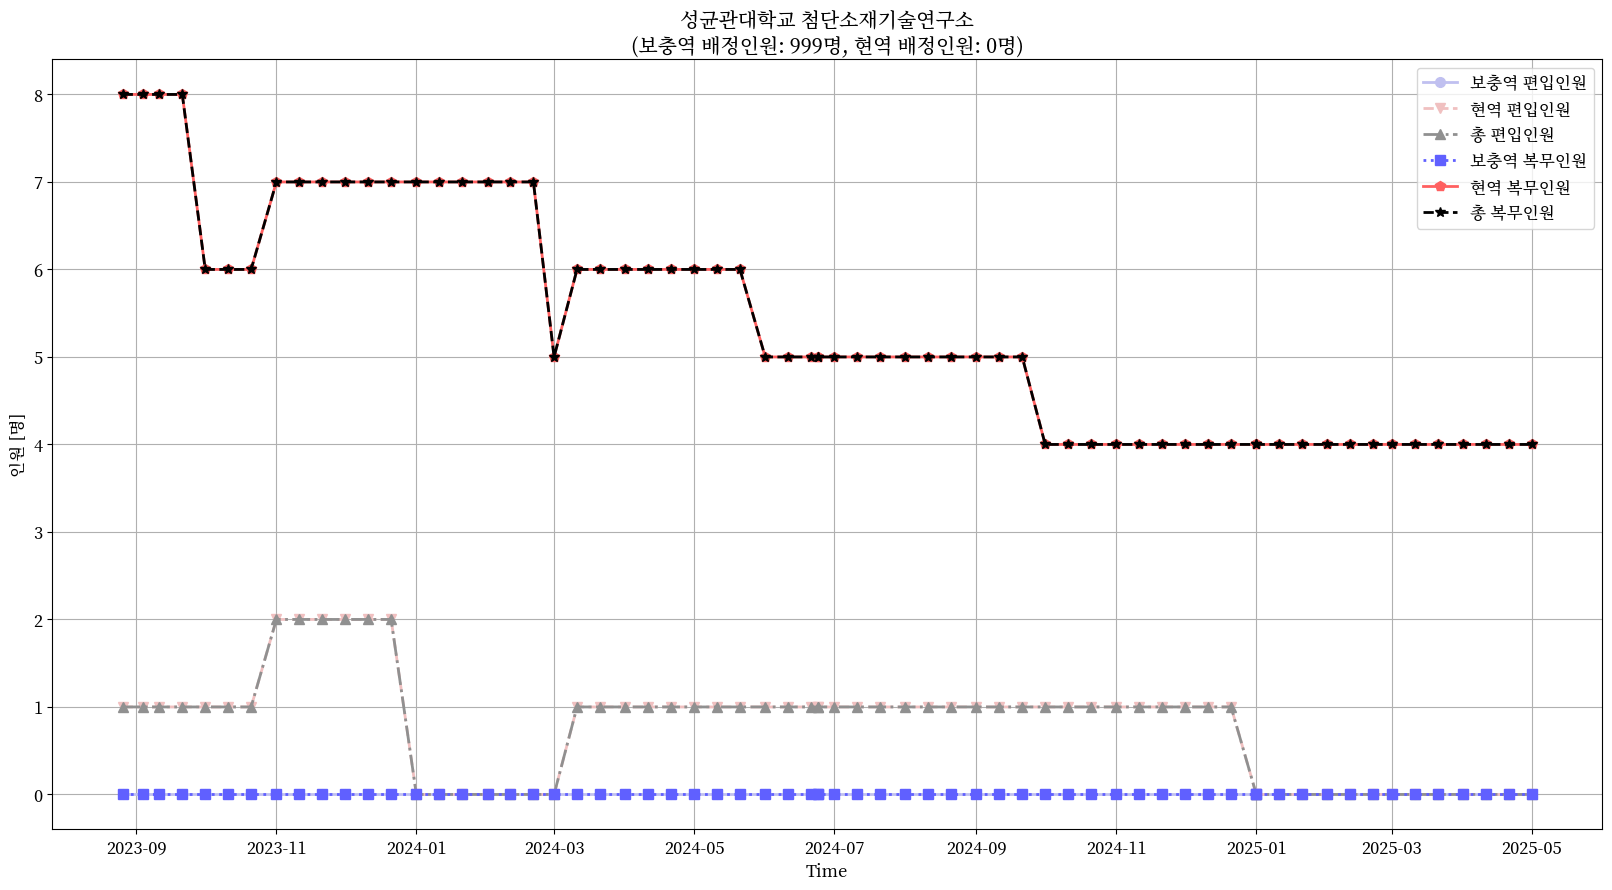 성균관대학교 첨단소재기술연구소
(보충역 배정인원: 999명, 현역 배정인원: 0명)
보충역 편입인원
현역 편입인원
총 편입인원
보충역 복무인원
현역 복무인원
총 복무인원
인원 [명]
8
7
6
5
4
3
2
1
0
2023-09 2023-11 2024-01 2024-03 2024-05 2024-07 2024-09 2024-11 2025-01 2025-03 2025-05
Time